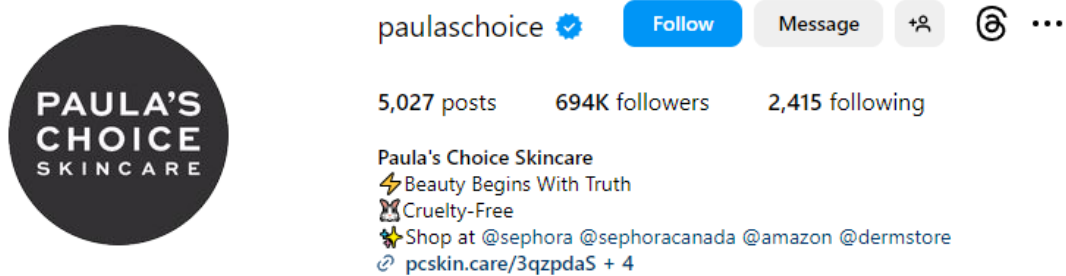 PAULA'S
CHOICE
SKINCARE
paulaschoice Follow Message
5,027 posts 694K followers 2,415 following
Paula's Choice Skincare
⚡Beauty Begins With Truth
🐰Cruelty-Free
✨Shop at @sephora @sephoracanada @amazon @dermstore
pcskin.care/3qzpdaS + 4